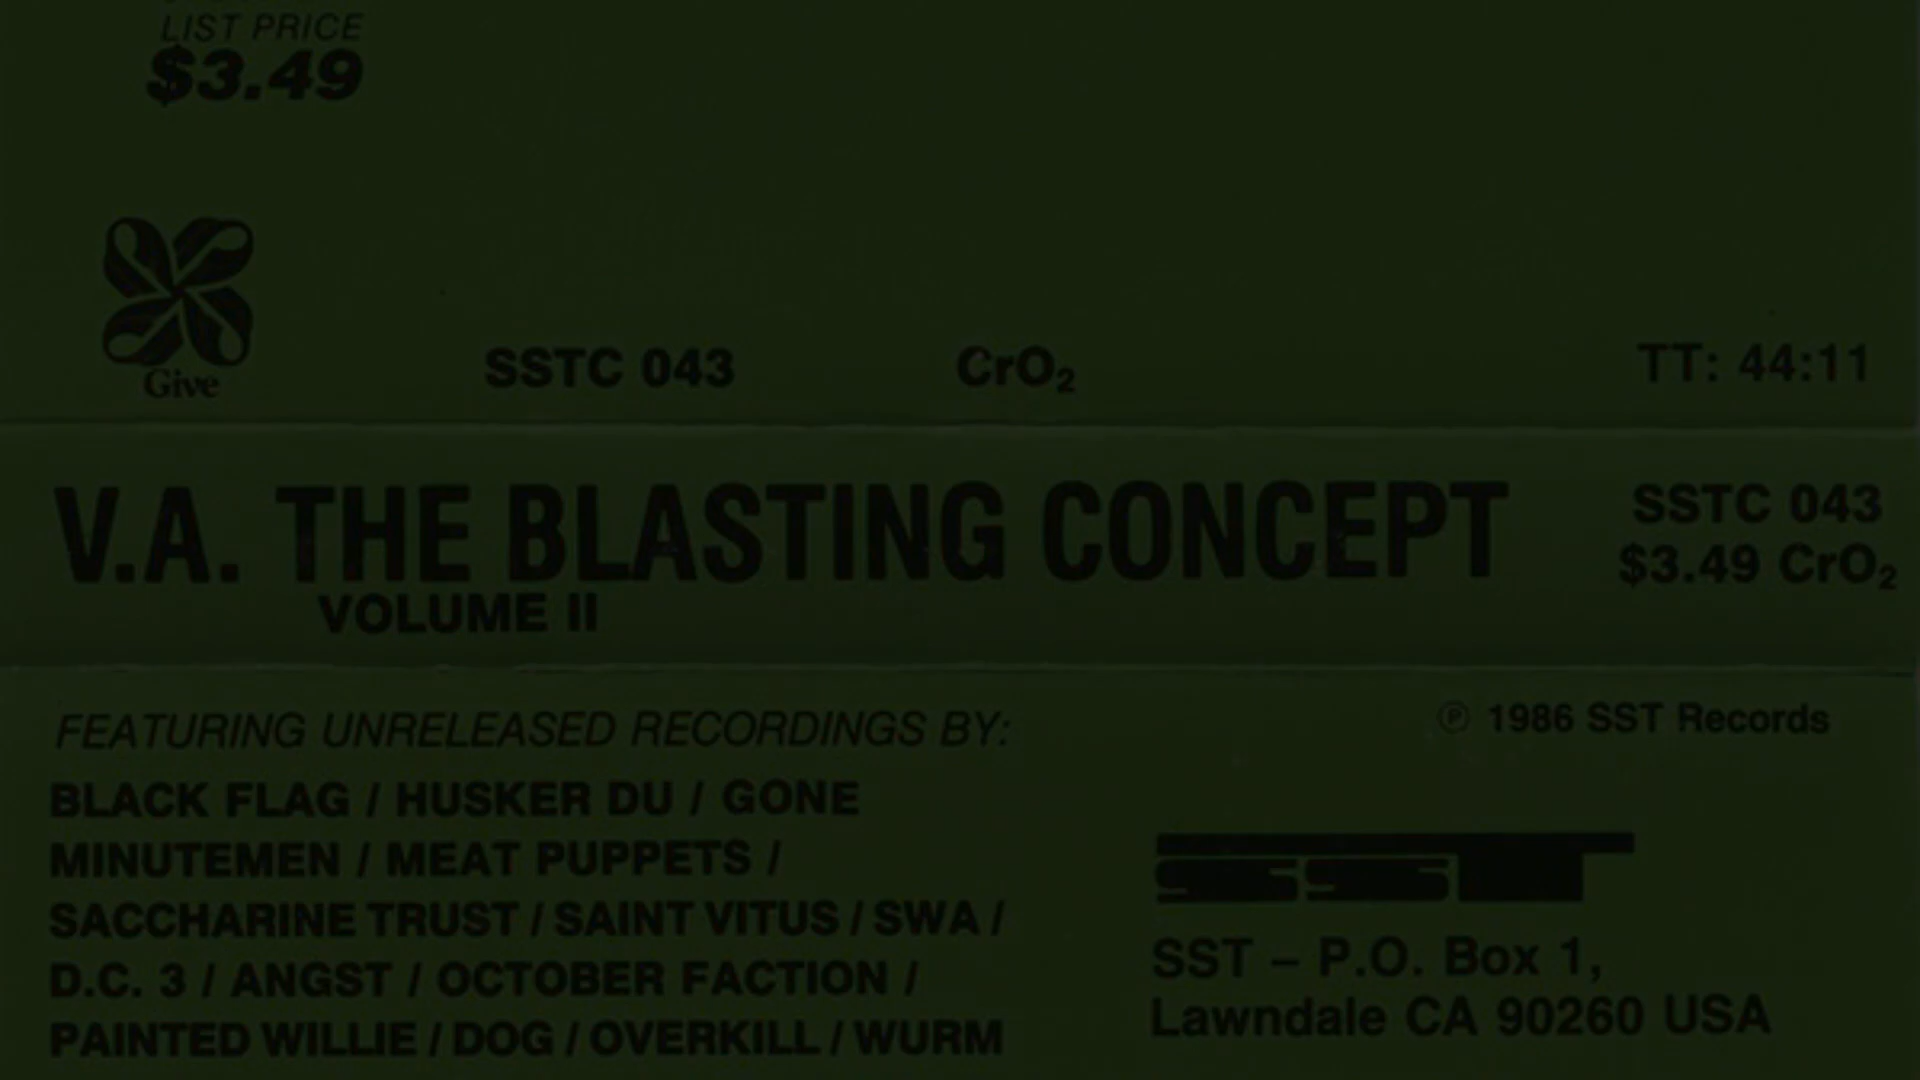 LIST PRICE
$3.49
Give
SSTC 043 CrO₂ TT: 44:11
V.A. THE BLASTING CONCEPT
VOLUME II
SSTC 043
$3.49 CrO₂
FEATURING UNRELEASED RECORDINGS BY:
BLACK FLAG / HUSKER DU / GONE
MINUTEMEN / MEAT PUPPETS /
SACCHARINE TRUST / SAINT VITUS / SWA /
D.C. 3 / ANGST / OCTOBER FACTION /
PAINTED WILLIE / DOG / OVERKILL / WURM
℗ 1986 SST Records
SST
SST – P.O. Box 1,
Lawndale CA 90260 USA